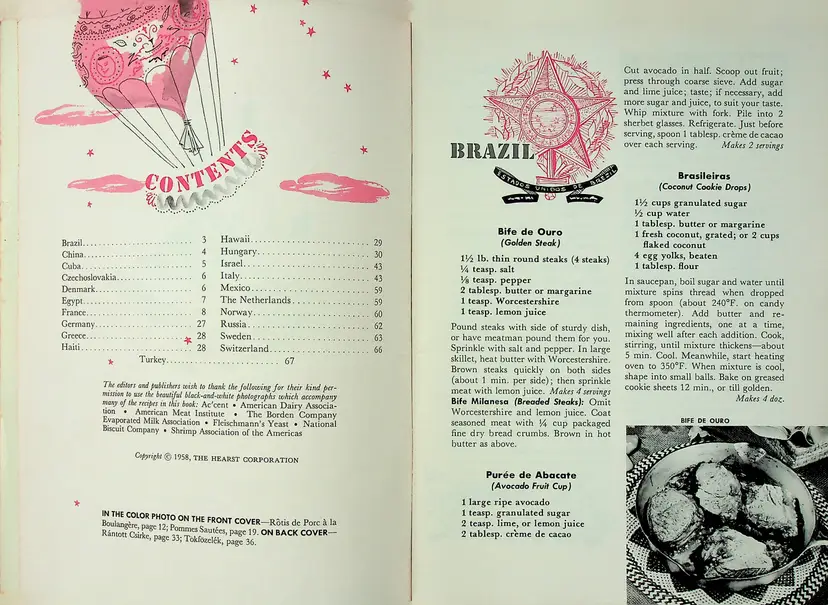 CONTENTS
Brazil 3
China 4
Cuba 5
Czechoslovakia 6
Denmark 6
Egypt 7
France 8
Germany 27
Greece 28
Haiti 28
Hawaii 29
Hungary 30
Israel 43
Italy 43
Mexico 59
The Netherlands 59
Norway 60
Russia 62
Sweden 63
Switzerland 66
Turkey 67
The editors and publishers wish to thank the following for their kind per-
mission to use the beautiful black-and-white photographs which accompany
many of the recipes in this book: Ac'cent • American Dairy Associa-
tion • American Meat Institute • The Borden Company
Evaporated Milk Association • Fleischmann's Yeast • National
Biscuit Company • Shrimp Association of the Americas
Copyright © 1958, THE HEARST CORPORATION
IN THE COLOR PHOTO ON THE FRONT COVER—Rôtis de Porc à la
Boulangère, page 12; Pommes Sautées, page 19. ON BACK COVER—
Rántott Csirke, page 33; Tokfözelék, page 36.
BRAZIL
ESTADOS UNIDOS DE BRAZIL
Bife de Ouro
(Golden Steak)
1½ lb. thin round steaks (4 steaks)
¼ teasp. salt
⅛ teasp. pepper
2 tablesp. butter or margarine
1 teasp. Worcestershire
1 teasp. lemon juice
Pound steaks with side of sturdy dish,
or have meatman pound them for you.
Sprinkle with salt and pepper. In large
skillet, heat butter with Worcestershire.
Brown steaks quickly on both sides
(about 1 min. per side); then sprinkle
meat with lemon juice. Makes 4 servings
Bife Milanesa (Breaded Steaks): Omit
Worcestershire and lemon juice. Coat
seasoned meat with ¼ cup packaged
fine dry bread crumbs. Brown in hot
butter as above.
Purée de Abacate
(Avocado Fruit Cup)
1 large ripe avocado
1 teasp. granulated sugar
2 teasp. lime, or lemon juice
2 tablesp. crème de cacao
Cut avocado in half. Scoop out fruit;
press through coarse sieve. Add sugar
and lime juice; taste; if necessary, add
more sugar and juice, to suit your taste.
Whip mixture with fork. Pile into 2
sherbet glasses. Refrigerate. Just before
serving, spoon 1 tablesp. crème de cacao
over each serving. Makes 2 servings
Brasileiras
(Coconut Cookie Drops)
1½ cups granulated sugar
½ cup water
1 tablesp. butter or margarine
1 fresh coconut, grated; or 2 cups
flaked coconut
4 egg yolks, beaten
1 tablesp. flour
In saucepan, boil sugar and water until
mixture spins thread when dropped
from spoon (about 240°F. on candy
thermometer). Add butter and re-
maining ingredients, one at a time,
mixing well after each addition. Cook,
stirring, until mixture thickens—about
5 min. Cool. Meanwhile, start heating
oven to 350°F. When mixture is cool,
shape into small balls. Bake on greased
cookie sheets 12 min., or till golden.
Makes 4 doz.
BIFE DE OURO